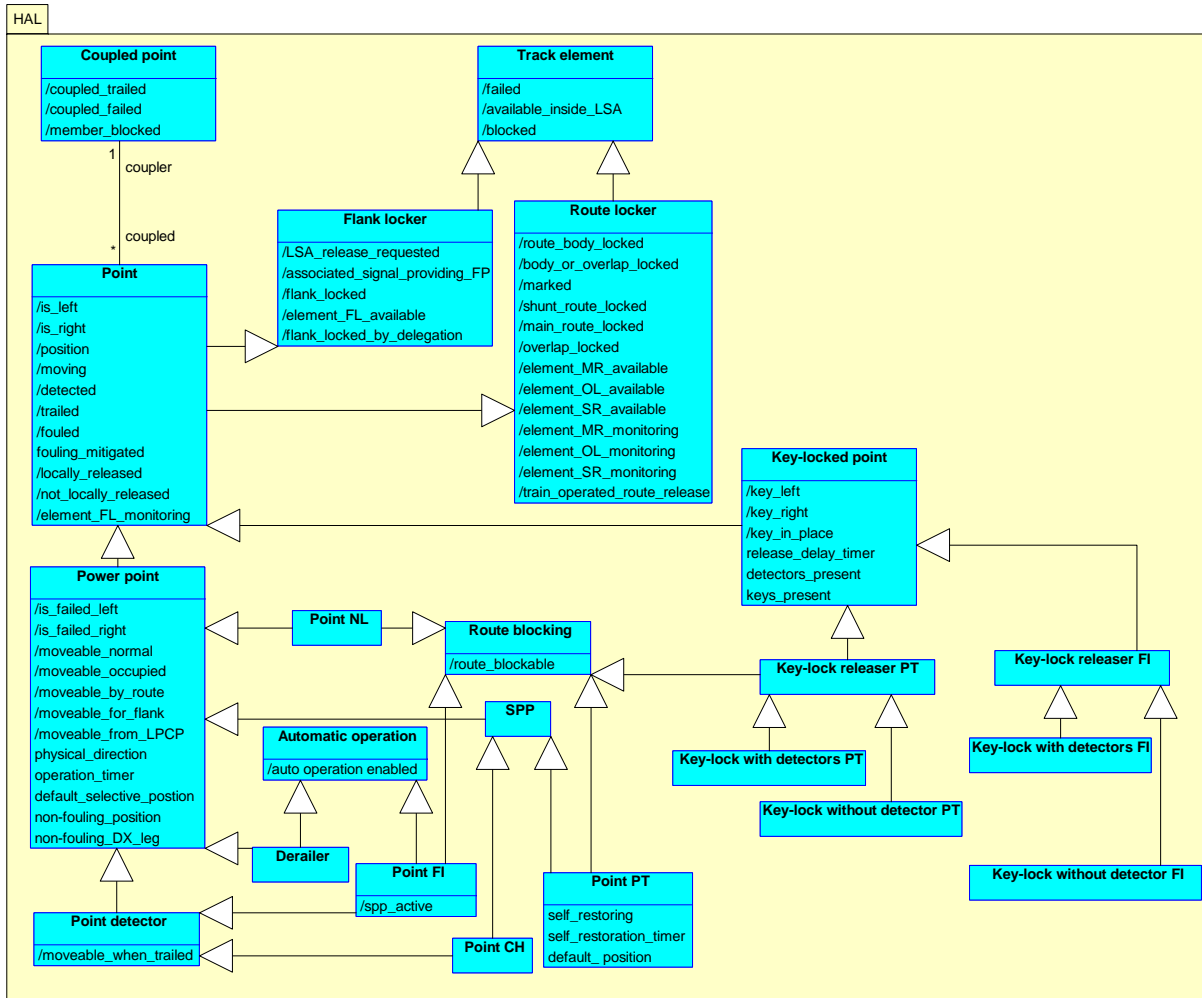 HAL
Coupled point
/coupled_trailed
/coupled_failed
/member_blocked
1
coupler
coupled
*
Track element
/failed
/available_inside_LSA
/blocked
Flank locker
/LSA_release_requested
/associated_signal_providing_FP
/flank_locked
/element_FL_available
/flank_locked_by_delegation
Route locker
/route_body_locked
/body_or_overlap_locked
/marked
/shunt_route_locked
/main_route_locked
/overlap_locked
/element_MR_available
/element_OL_available
/element_SR_available
/element_MR_monitoring
/element_OL_monitoring
/element_SR_monitoring
/train_operated_route_release
Point
/is_left
/is_right
/position
/moving
/detected
/trailed
/fouled
fouling_mitigated
/locally_released
/not_locally_released
/element_FL_monitoring
Key-locked point
/key_left
/key_right
/key_in_place
release_delay_timer
detectors_present
keys_present
Power point
/is_failed_left
/is_failed_right
/moveable_normal
/moveable_occupied
/moveable_by_route
/moveable_for_flank
/moveable_from_LPCP
physical_direction
operation_timer
default_selective_postion
non-fouling_position
non-fouling_DX_leg
Point NL
Route blocking
/route_blockable
Key-lock releaser PT
Key-lock releaser FI
SPP
Automatic operation
/auto operation enabled
Key-lock with detectors PT
Key-lock with detectors FI
Key-lock without detector PT
Derailer
Point FI
/spp_active
Point PT
self_restoring
self_restoration_timer
default_ position
Key-lock without detector FI
Point detector
/moveable_when_trailed
Point CH